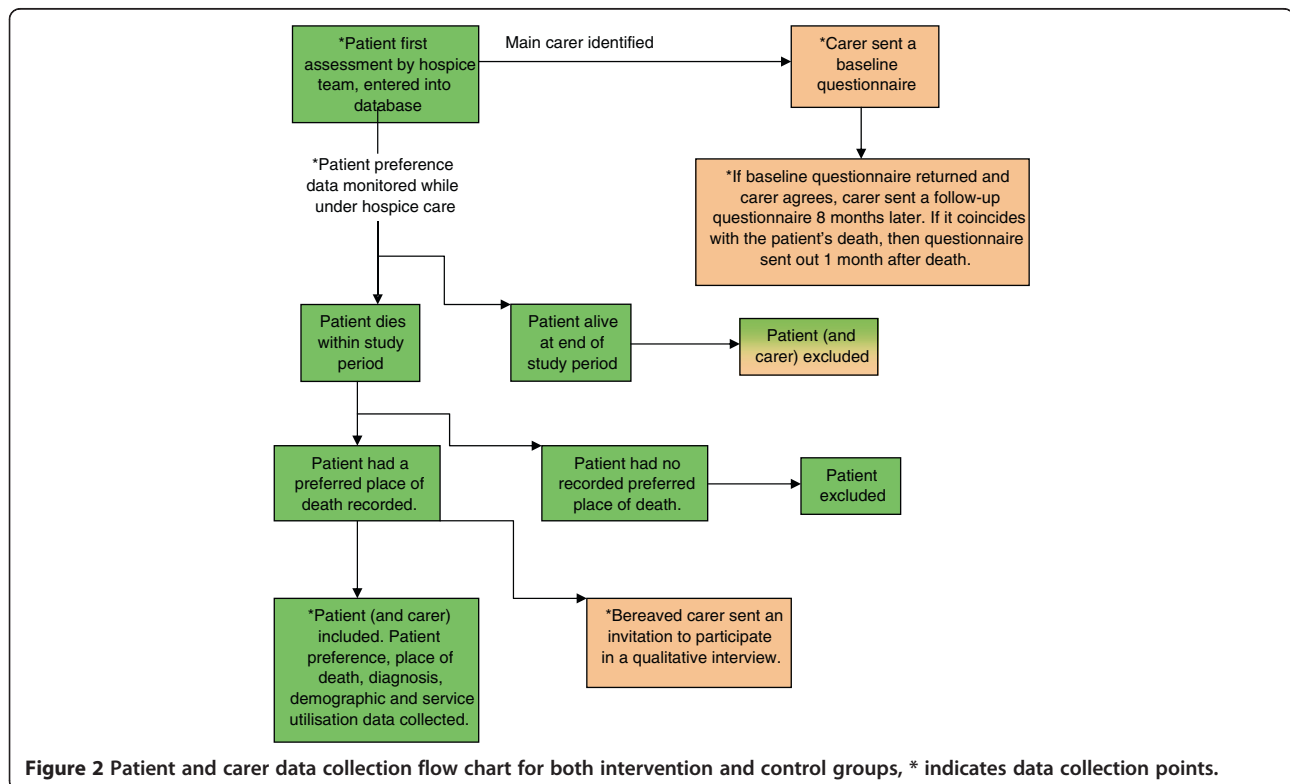 *Patient first
assessment by hospice
team, entered into
database
Main carer identified
*Carer sent a
baseline
questionnaire
*Patient preference
data monitored while
under hospice care
*If baseline questionnaire returned and
carer agrees, carer sent a follow-up
questionnaire 8 months later. If it coincides
with the patient’s death, then questionnaire
sent out 1 month after death.
Patient dies
within study
period
Patient alive
at end of
study period
Patient (and
carer) excluded
Patient had a
preferred place of
death recorded.
Patient had no
recorded preferred
place of death.
Patient
excluded
*Patient (and carer)
included. Patient
preference, place of
death, diagnosis,
demographic and service
utilisation data collected.
*Bereaved carer sent an
invitation to participate
in a qualitative interview.
Figure 2 Patient and carer data collection flow chart for both intervention and control groups, * indicates data collection points.